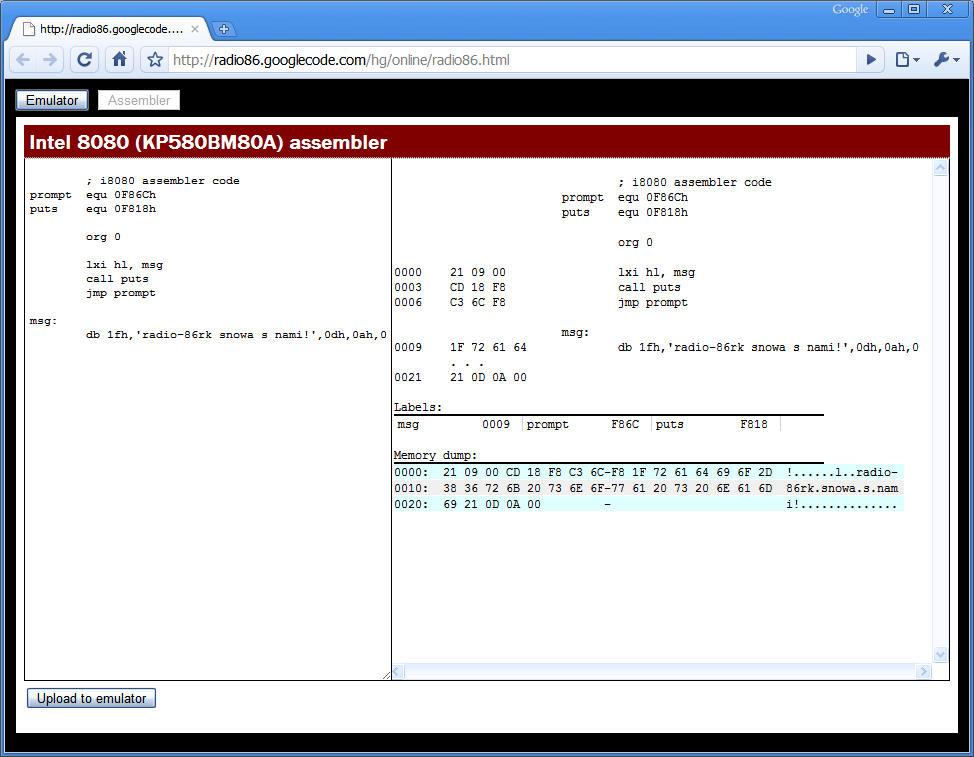 Google
http://radio86.googlecode....
http://radio86.googlecode.com/hg/online/radio86.html
Emulator Assembler
Intel 8080 (KP580BM80A) assembler
; i8080 assembler code
prompt equ 0F86Ch
puts equ 0F818h
org 0
lxi hl, msg
call puts
jmp prompt
msg:
db 1fh,'radio-86rk snowa s nami!',0dh,0ah,0
; i8080 assembler code
prompt equ 0F86Ch
puts equ 0F818h
org 0
0000 21 09 00 lxi hl, msg
0003 CD 18 F8 call puts
0006 C3 6C F8 jmp prompt
msg:
0009 1F 72 61 64 db 1fh,'radio-86rk snowa s nami!',0dh,0ah,0
. . .
0021 21 0D 0A 00
Labels:
msg 0009 prompt F86C puts F818
Memory dump:
0000: 21 09 00 CD 18 F8 C3 6C-F8 1F 72 61 64 69 6F 2D !......l..radio-
0010: 38 36 72 6B 20 73 6E 6F-77 61 20 73 20 6E 61 6D 86rk.snowa.s.nam
0020: 69 21 0D 0A 00 - i!..............
Upload to emulator